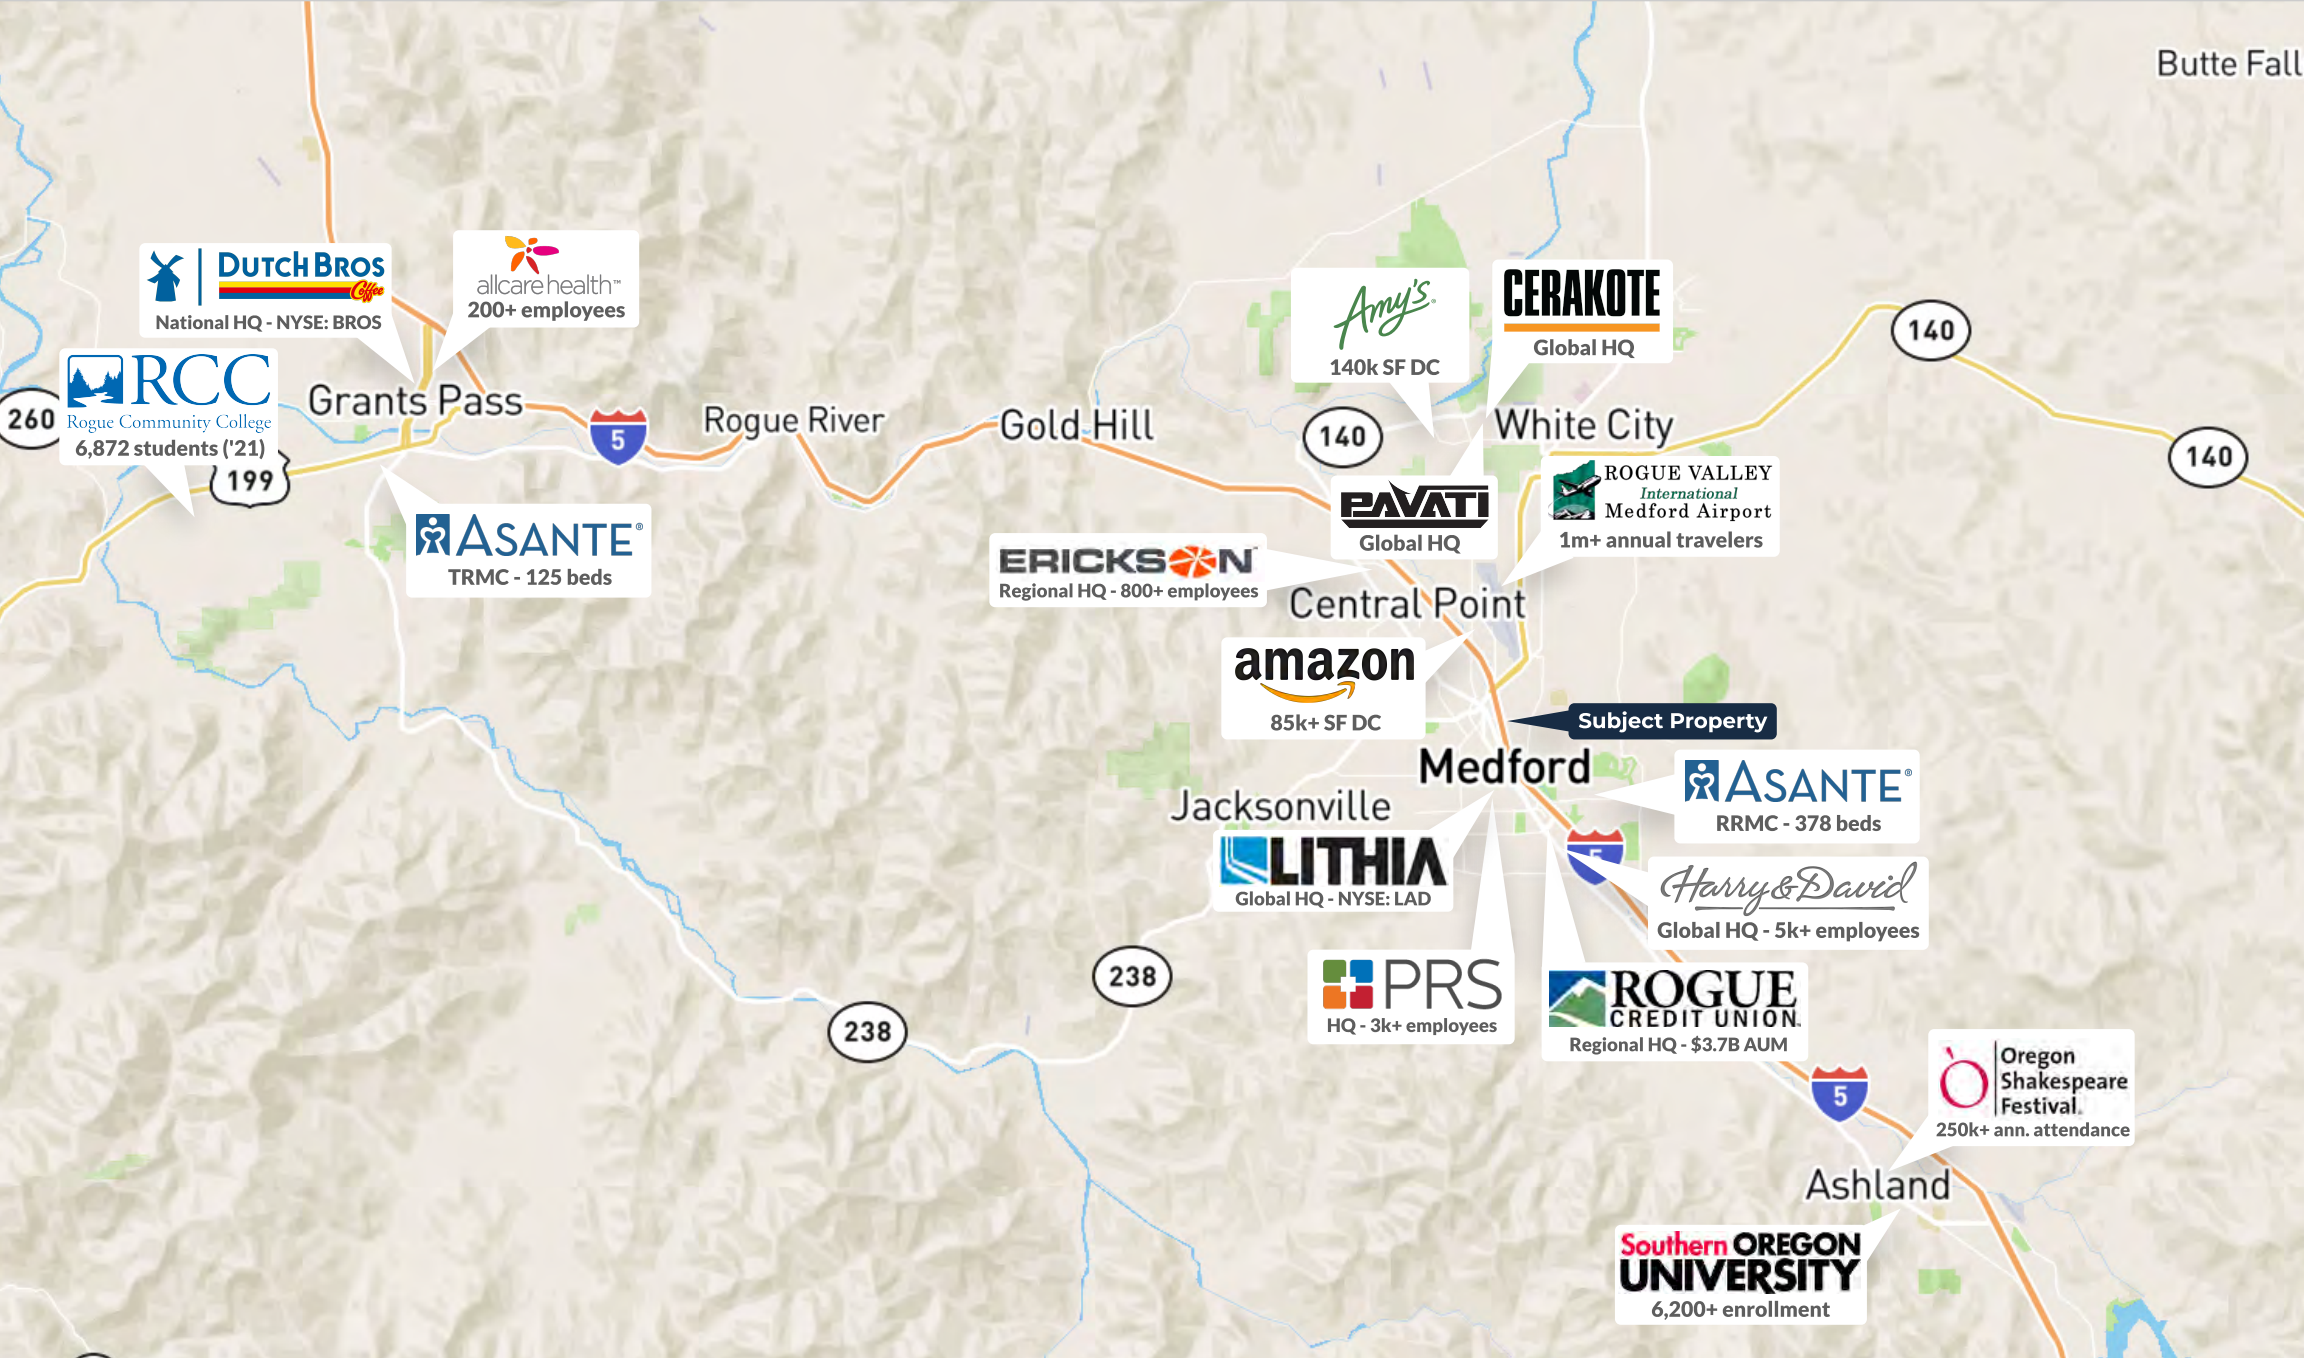 Butte Fall
DUTCH BROS
Coffee
National HQ - NYSE: BROS
allcare health™
200+ employees
RCC
Rogue Community College
6,872 students ('21)
260
199
Grants Pass
5
Rogue River
Gold Hill
ASANTE®
TRMC - 125 beds
Amy's®
140k SF DC
CERAKOTE
Global HQ
140
140
140
White City
PAVATI
Global HQ
ROGUE VALLEY
International
Medford Airport
1m+ annual travelers
ERICKSON
Regional HQ - 800+ employees
Central Point
amazon
85k+ SF DC
Subject Property
Medford
Jacksonville
ASANTE®
RRMC - 378 beds
LITHIA
Global HQ - NYSE: LAD
5
Harry & David
Global HQ - 5k+ employees
238
238
PRS
HQ - 3k+ employees
ROGUE
CREDIT UNION
Regional HQ - $3.7B AUM
5
Oregon
Shakespeare
Festival.
250k+ ann. attendance
Ashland
Southern OREGON
UNIVERSITY
6,200+ enrollment